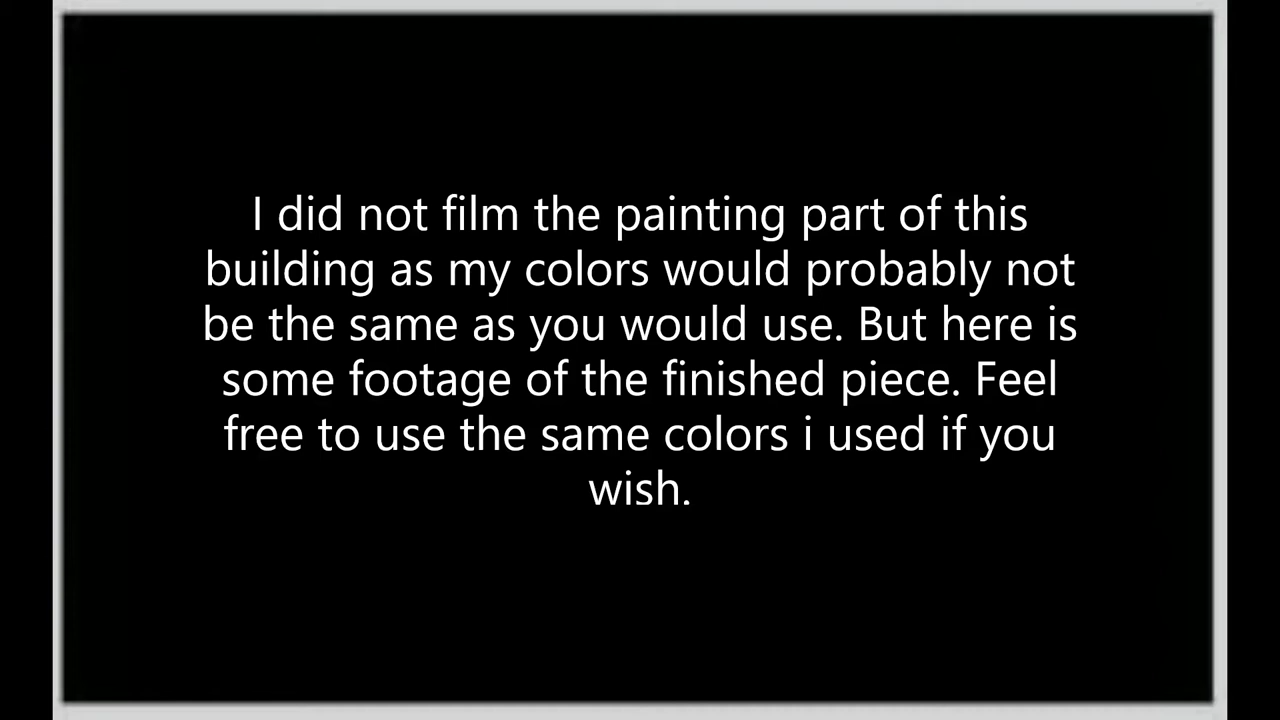 I did not film the painting part of this
building as my colors would probably not
be the same as you would use. But here is
some footage of the finished piece. Feel
free to use the same colors i used if you
wish.